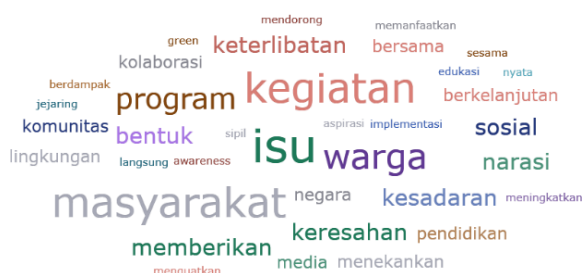 mendorong
memanfaatkan
green keterlibatan bersama sesama
kolaborasi
berdampak kegiatan edukasi nyata
jejaring program berkelanjutan
komunitas bentuk sipil aspirasi implementasi sosial
lingkungan langsung awareness isu warga narasi
masyarakat negara kesadaran meningkatkan
memberikan keresahan pendidikan
media menekankan
menguatkan